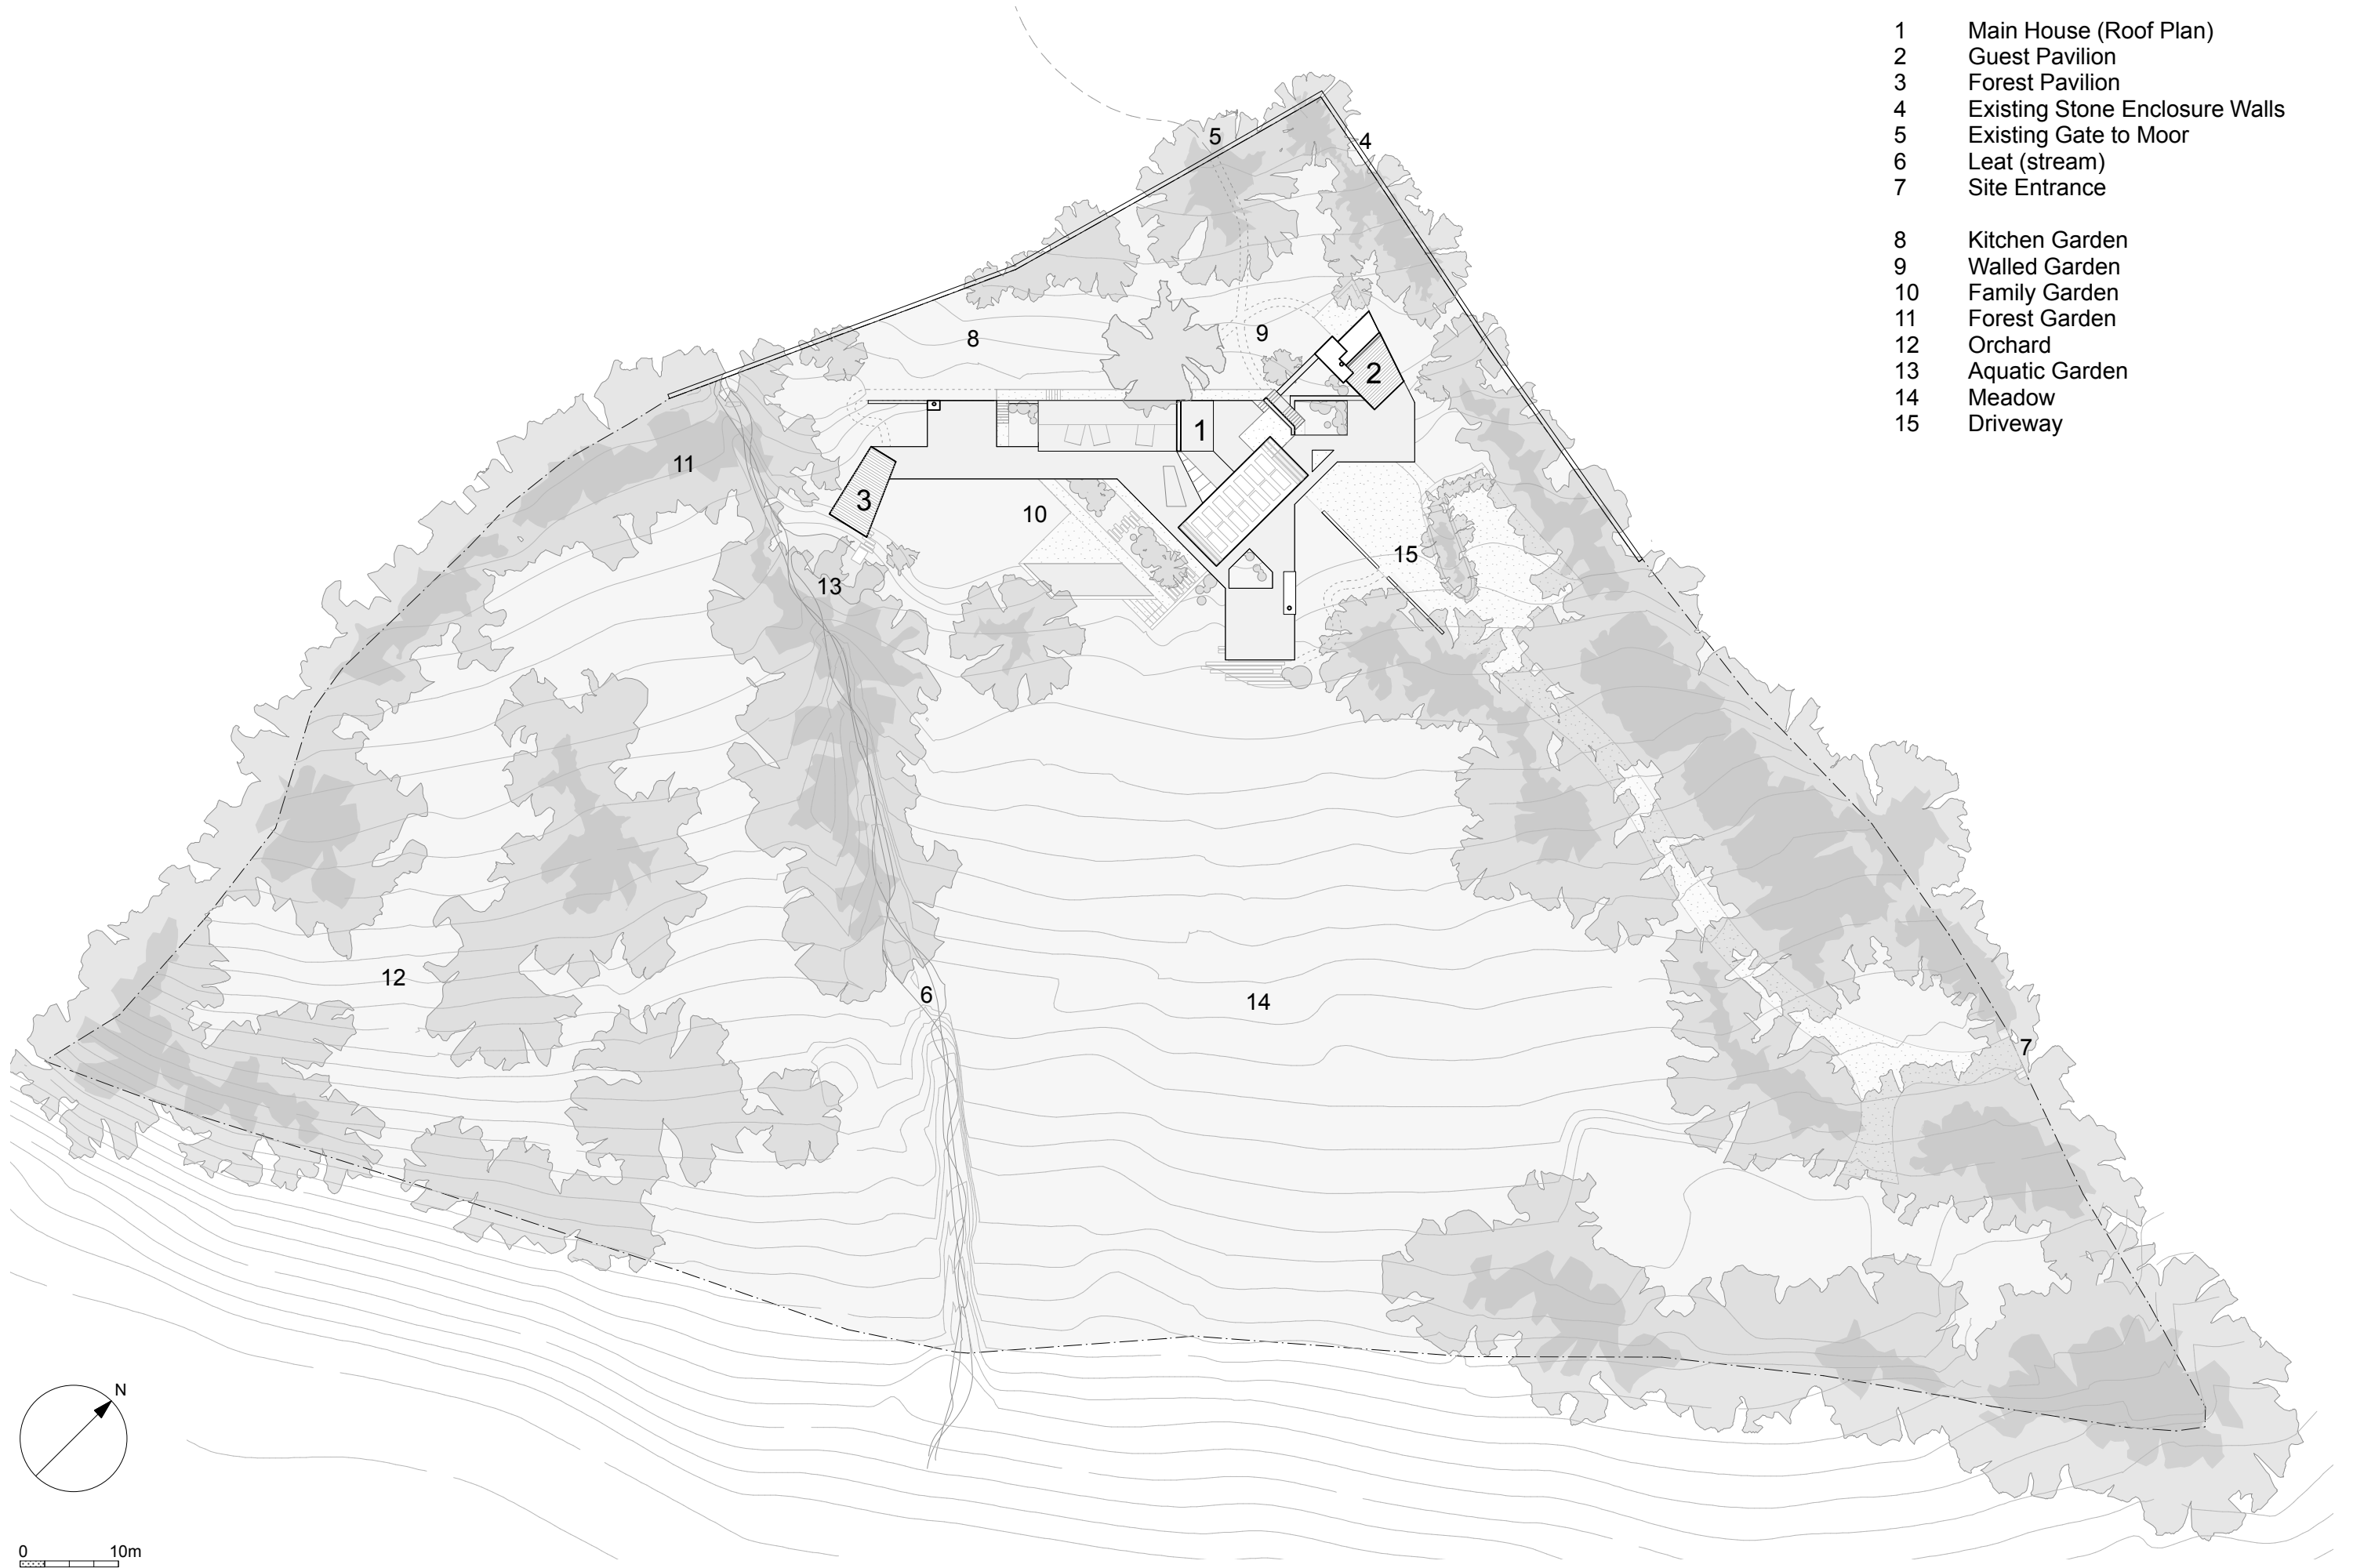 1 Main House (Roof Plan)
2 Guest Pavilion
3 Forest Pavilion
4 Existing Stone Enclosure Walls
5 Existing Gate to Moor
6 Leat (stream)
7 Site Entrance
8 Kitchen Garden
9 Walled Garden
10 Family Garden
11 Forest Garden
12 Orchard
13 Aquatic Garden
14 Meadow
15 Driveway
5
4
8
9
2
1
11
3
10
15
13
12
6
14
7
N
0 10m